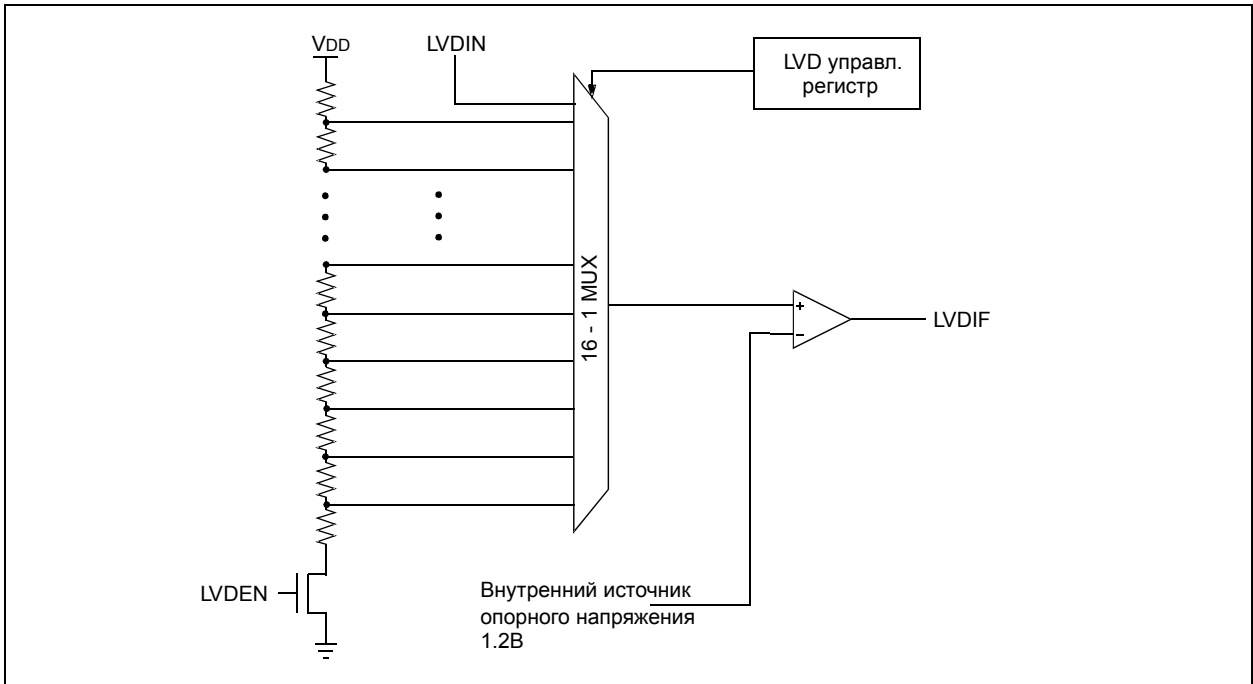 VDD
LVDIN
LVD управл.
регистр
16 - 1 MUX
+
−
LVDIF
LVDEN
Внутренний источник
опорного напряжения
1.2В